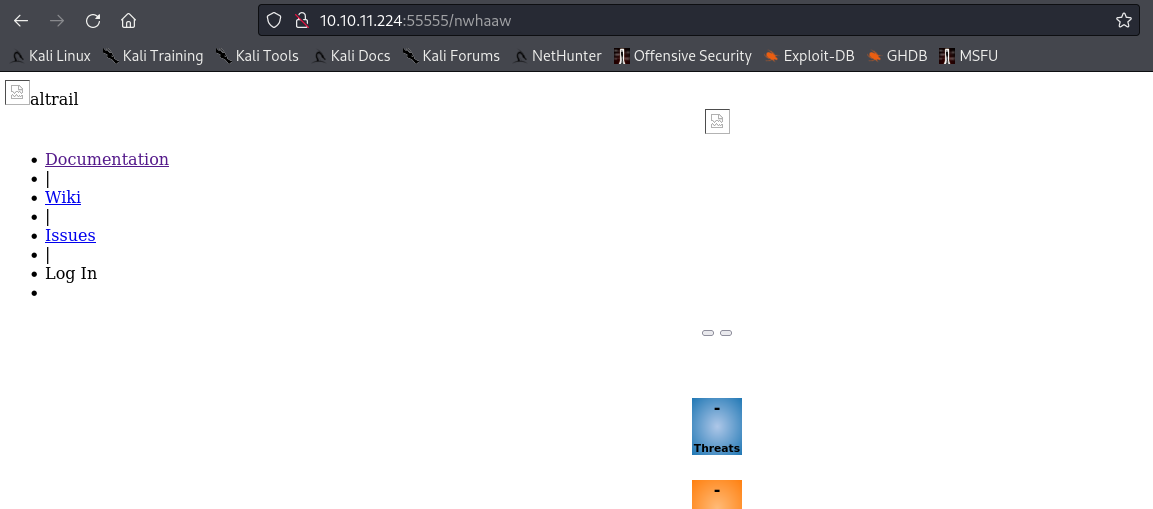 10.10.11.224:55555/nwhaaw
Kali Linux Kali Training Kali Tools Kali Docs Kali Forums NetHunter Offensive Security Exploit-DB GHDB MSFU
altrail
Documentation
|
Wiki
|
Issues
|
Log In
-
Threats
-